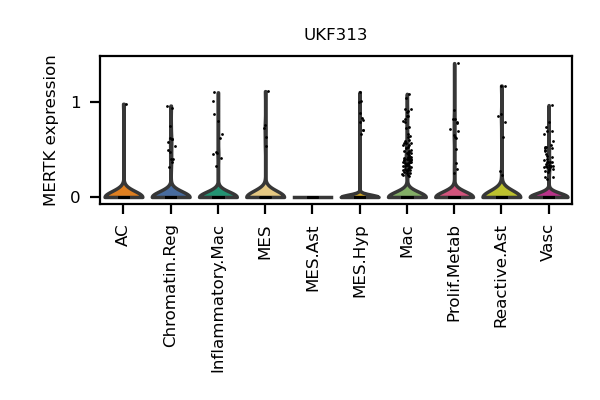 UKF313
MERTK expression
1
0
AC
Chromatin.Reg
Inflammatory.Mac
MES
MES.Ast
MES.Hyp
Mac
Prolif.Metab
Reactive.Ast
Vasc